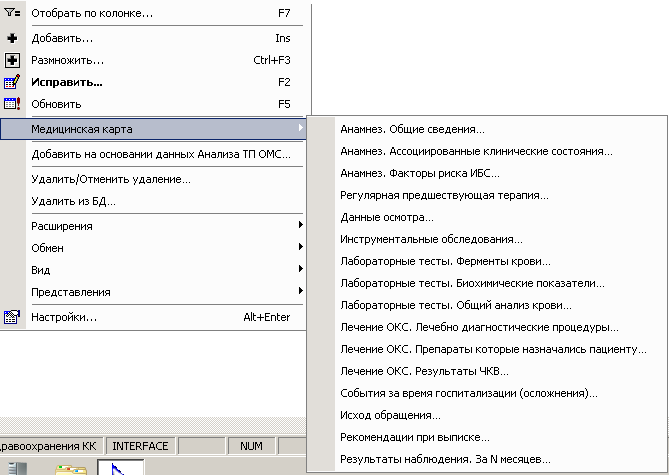 Отобрать по колонке... F7
Добавить... Ins
Размножить... Ctrl+F3
Исправить... F2
Обновить F5
Медицинская карта
Добавить на основании данных Анализа ТП ОМС...
Удалить/Отменить удаление...
Удалить из БД...
Расширения
Обмен
Вид
Представления
Настройки... Alt+Enter
Анамнез. Общие сведения...
Анамнез. Ассоциированные клинические состояния...
Анамнез. Факторы риска ИБС...
Регулярная предшествующая терапия...
Данные осмотра...
Инструментальные обследования...
Лабораторные тесты. Ферменты крови...
Лабораторные тесты. Биохимические показатели...
Лабораторные тесты. Общий анализ крови...
Лечение ОКС. Лечебно диагностические процедуры...
Лечение ОКС. Препараты которые назначались пациенту...
Лечение ОКС. Результаты ЧКВ...
События за время госпитализации (осложнения)...
Исход обращения...
Рекомендации при выписке...
Результаты наблюдения. За N месяцев...
дравоохранения КК INTERFACE NUM